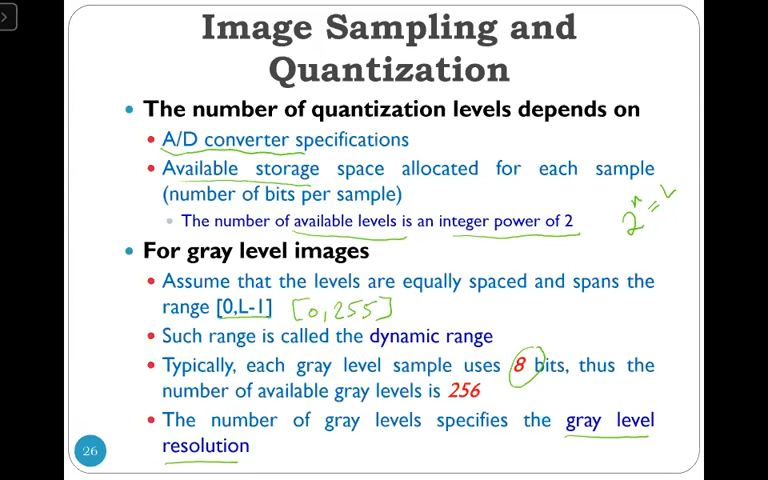 Image Sampling and
Quantization
• The number of quantization levels depends on
• A/D converter specifications
• Available storage space allocated for each sample
(number of bits per sample)
• The number of available levels is an integer power of 2
2^n = L
• For gray level images
• Assume that the levels are equally spaced and spans the
range [0,L-1] [0,255]
• Such range is called the dynamic range
• Typically, each gray level sample uses 8 bits, thus the
number of available gray levels is 256
• The number of gray levels specifies the gray level
resolution
26